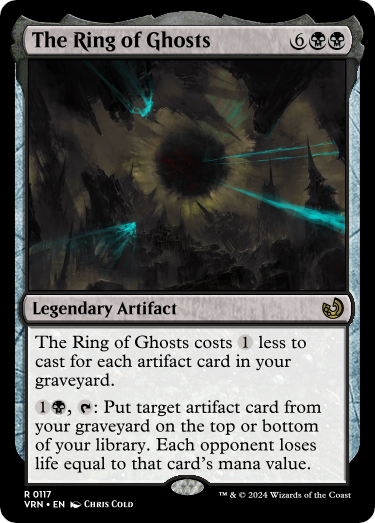 The Ring of Ghosts 6
Legendary Artifact
The Ring of Ghosts costs 1 less to
cast for each artifact card in your
graveyard.
1, : Put target artifact card from
your graveyard on the top or bottom
of your library. Each opponent loses
life equal to that card's mana value.
R 0117
VRN • EN Chris Cold
™ & © 2024 Wizards of the Coast